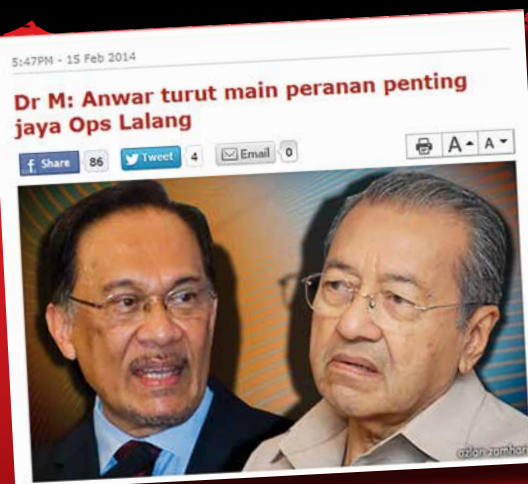 5:47PM - 15 Feb 2014
Dr M: Anwar turut main peranan penting
jaya Ops Lalang
f Share 86 Tweet 4 Email 0 A A
azlan zamhari